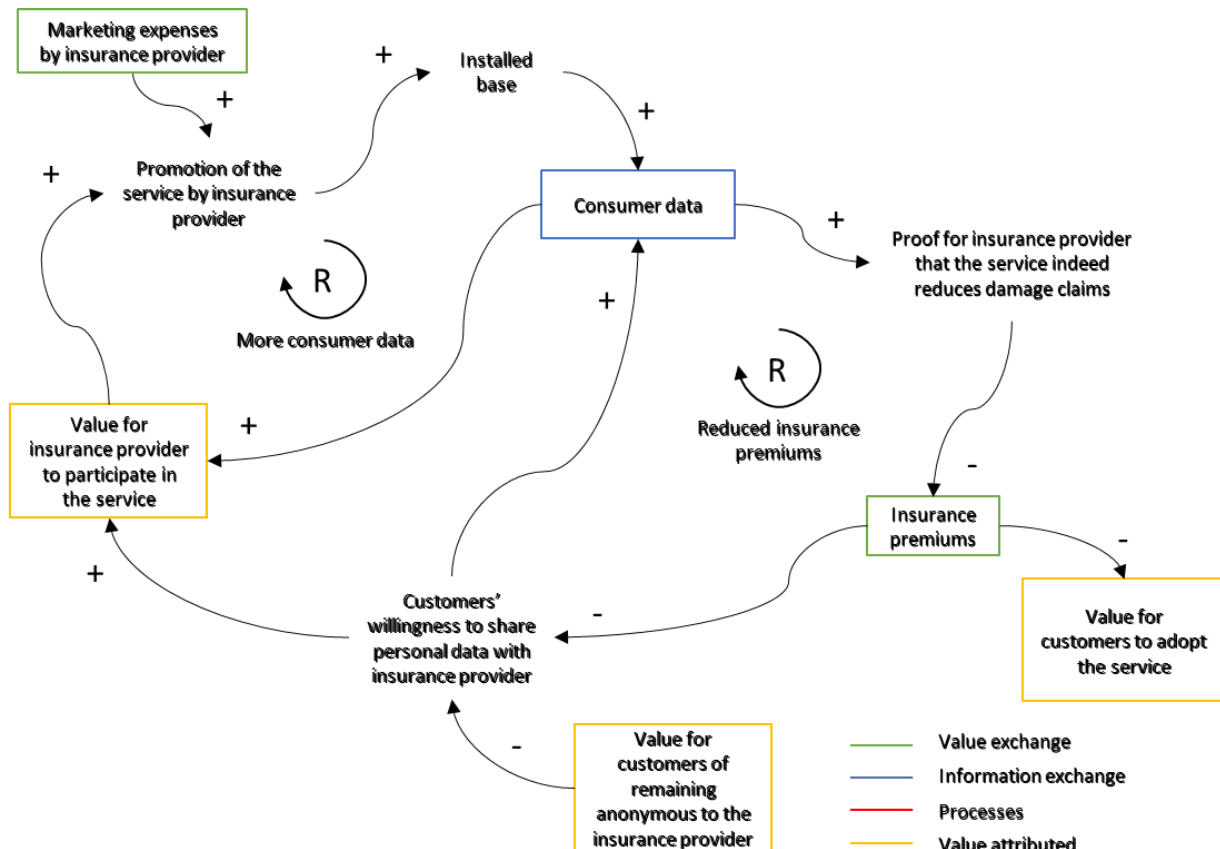 Marketing expenses
by insurance provider
+
+
Installed
base
+
+
Promotion of the
service by insurance
provider
+
Consumer data
+
Proof for insurance provider
that the service indeed
reduces damage claims
R
More consumer data
+
R
Reduced insurance
premiums
Value for
insurance provider
to participate in
the service
+
-
Insurance
premiums
-
+
Customers'
willingness to share
personal data with
insurance provider
-
Value for
customers to adopt
the service
-
Value for
customers of
remaining
anonymous to the
insurance provider
Value exchange
Information exchange
Processes
Value attributed